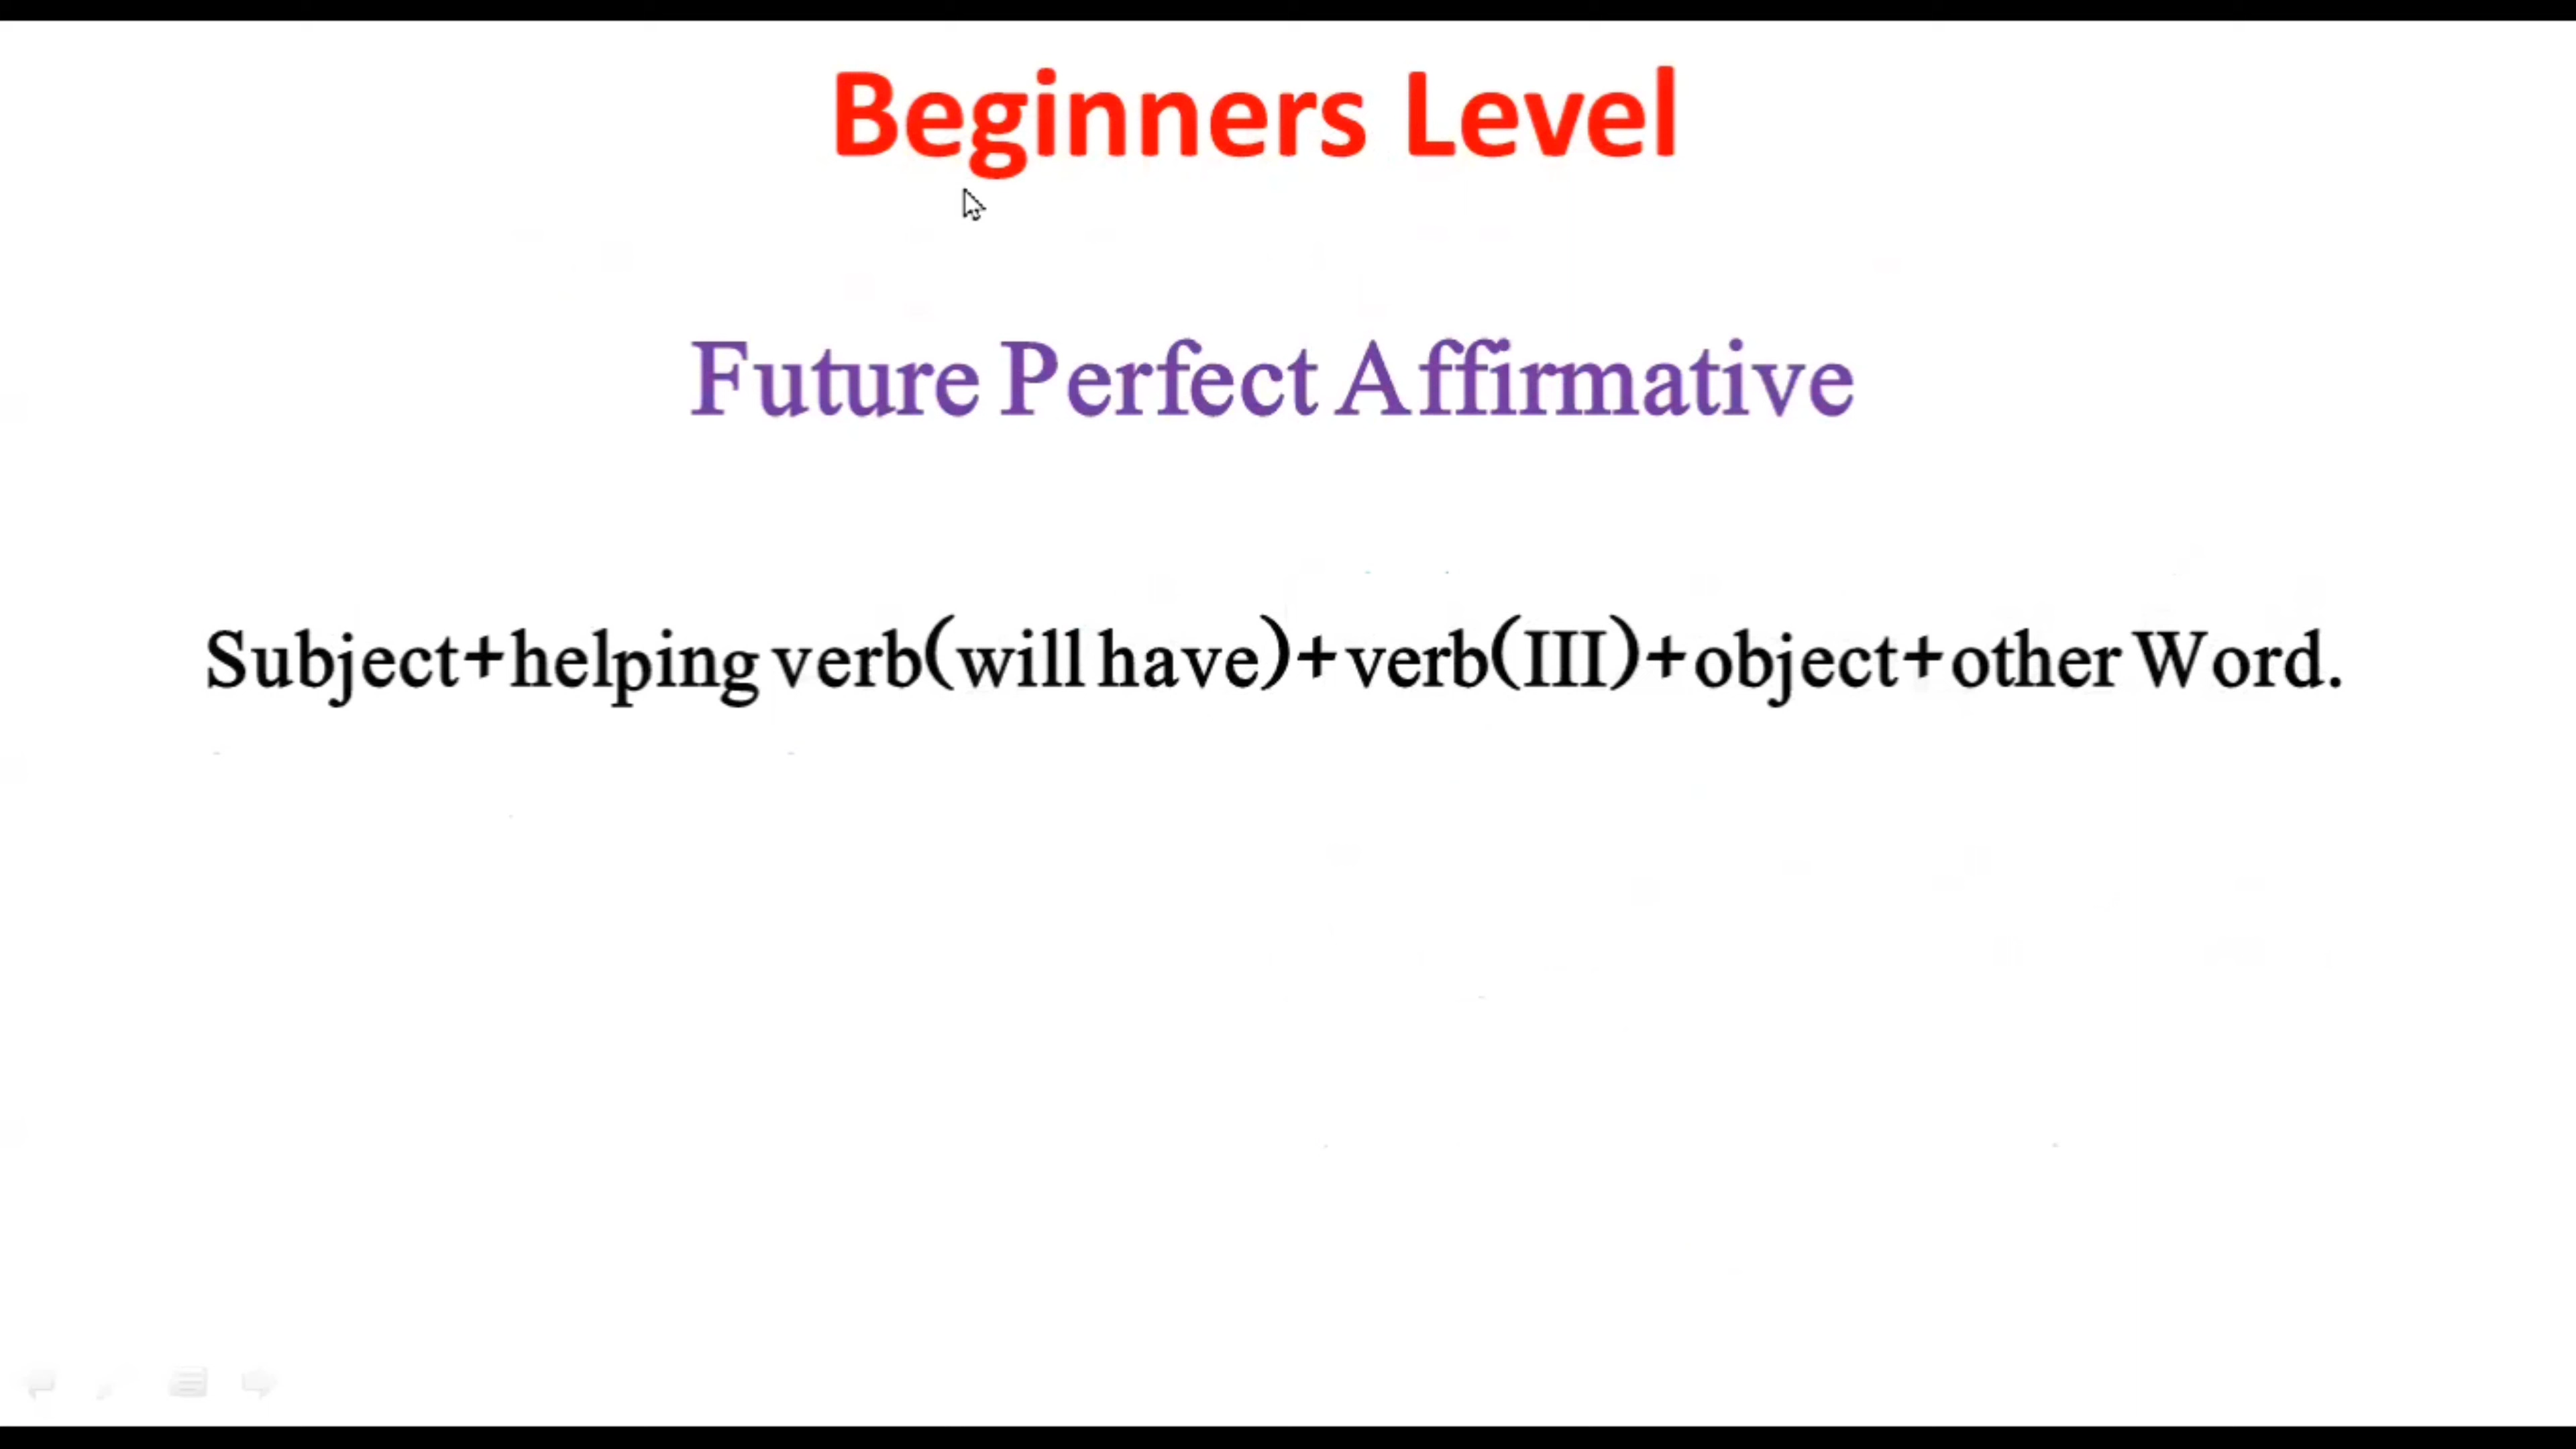 Beginners Level
Future Perfect Affirmative
Subject+helping verb(will have)+verb(III)+object+other Word.